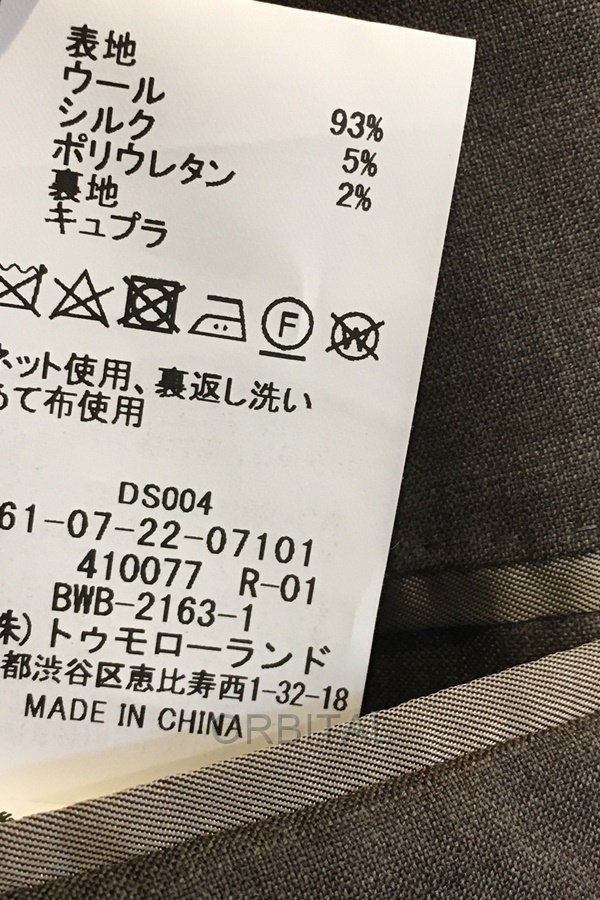 表地
ウール 93%
シルク 5%
ポリウレタン 2%
裏地
キュプラ
F
W
ネット使用、裏返し洗い
あて布使用
DS004
61-07-22-07101
410077 R-01
BWB-2163-1
株)トゥモローランド
都渋谷区恵比寿西1-32-18
MADE IN CHINA
ORBITAL